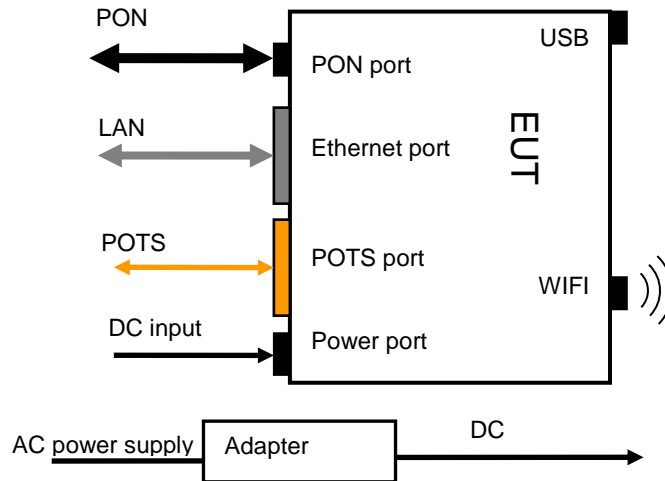 PON
USB
PON port
LAN
Ethernet port
EUT
POTS
POTS port
WIFI
DC input
Power port
AC power supply
Adapter
DC